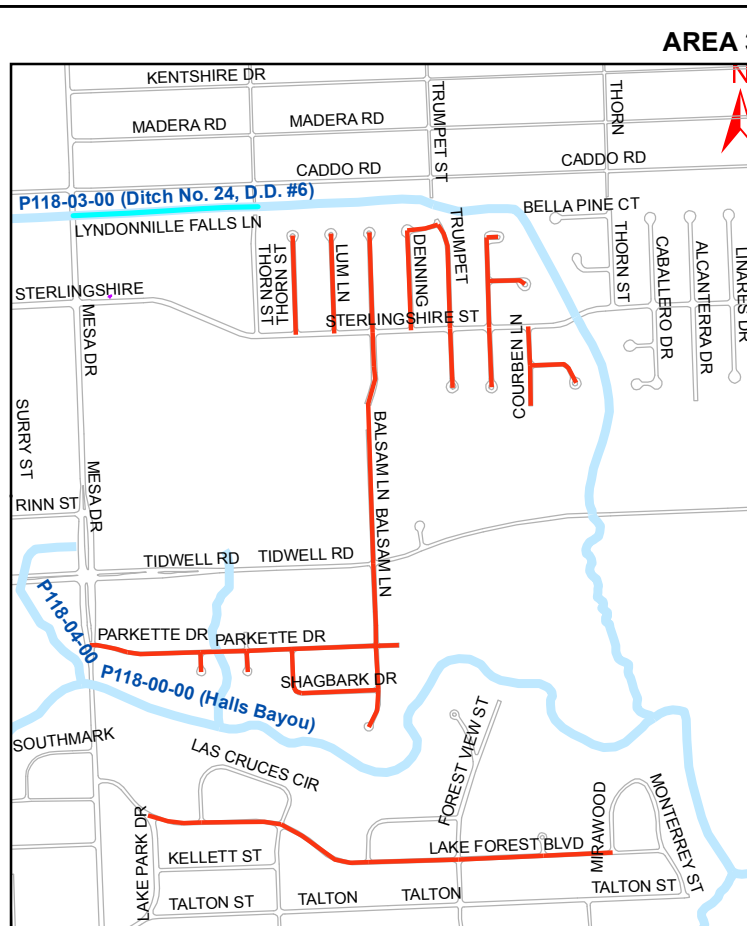 AREA 3
N
KENTSHIRE DR
MADERA RD
MADERA RD
TRUMPET ST
THORN
CADDO RD
CADDO RD
P118-03-00 (Ditch No. 24, D.D. #6)
BELLA PINE CT
LYNDONNILLE FALLS LN
THORN ST
THORN ST
LUM LN
DENNING
TRUMPET
THORN ST
CABALLERO DR
ALCANTERRA DR
LINARES DR
STERLINGSHIRE
STERLINGSHIRE ST
MESA DR
COURBEN LN
SURRY ST
BALSAM LN
BALSAM LN
MESA DR
RINN ST
TIDWELL RD
TIDWELL RD
P118-04-00
PARKETTE DR
PARKETTE DR
P118-00-00 (Halls Bayou)
SHAGBARK DR
SOUTHMARK
LAS CRUCES CIR
FOREST VIEW ST
LAKE PARK DR
MIRAWOOD
MONTERREY ST
LAKE FOREST BLVD
KELLETT ST
TALTON ST
TALTON
TALTON
TALTON ST